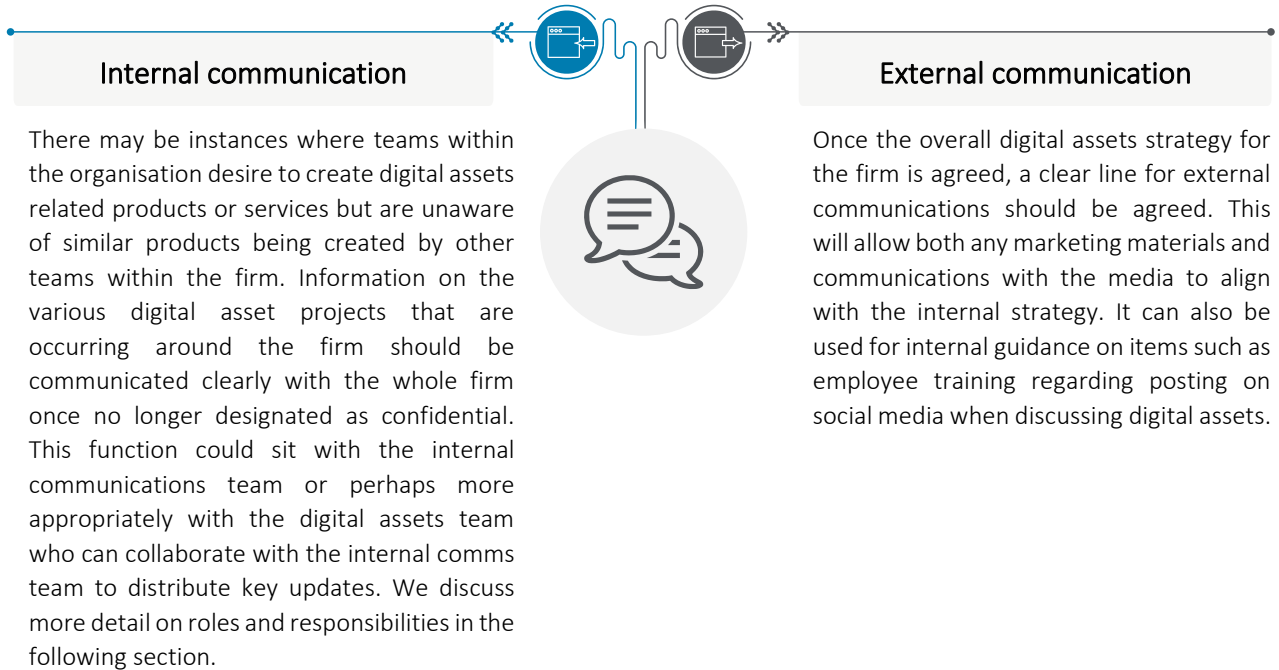 Internal communication
There may be instances where teams within
the organisation desire to create digital assets
related products or services but are unaware
of similar products being created by other
teams within the firm. Information on the
various digital asset projects that are
occurring around the firm should be
communicated clearly with the whole firm
once no longer designated as confidential.
This function could sit with the internal
communications team or perhaps more
appropriately with the digital assets team
who can collaborate with the internal comms
team to distribute key updates. We discuss
more detail on roles and responsibilities in the
following section.
External communication
Once the overall digital assets strategy for
the firm is agreed, a clear line for external
communications should be agreed. This
will allow both any marketing materials and
communications with the media to align
with the internal strategy. It can also be
used for internal guidance on items such as
employee training regarding posting on
social media when discussing digital assets.